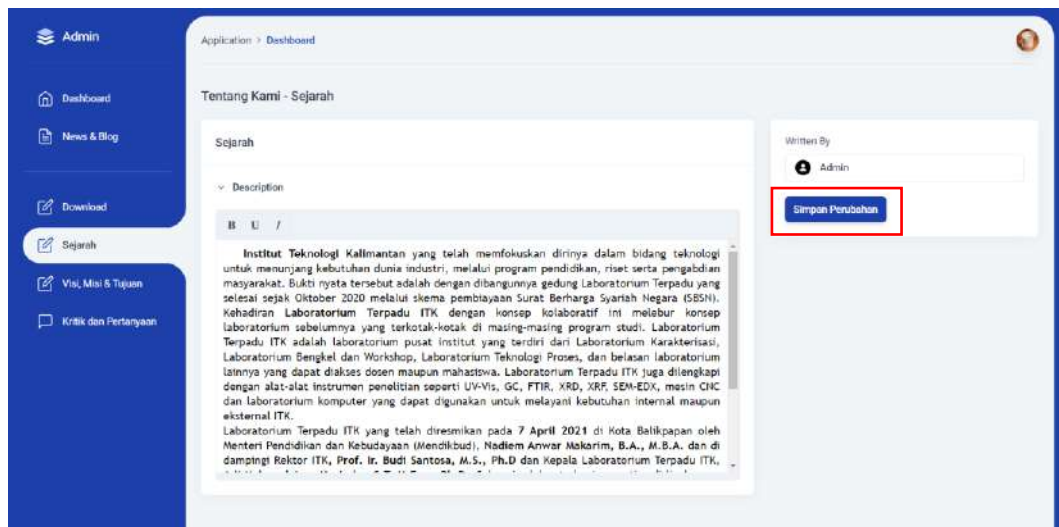 Admin
Application > Dashboard
Dashboard
News & Blog
Download
Sejarah
Visi, Misi & Tujuan
Kritik dan Pertanyaan
Tentang Kami - Sejarah
Sejarah
Description
B U I
Institut Teknologi Kalimantan yang telah memfokuskan dirinya dalam bidang teknologi
untuk menunjang kebutuhan dunia industri, melalui program pendidikan, riset serta pengabdian
masyarakat. Bukti nyata tersebut adalah dengan dibangunnya gedung Laboratorium Terpadu yang
selesai sejak Oktober 2020 melalui skema pembiayaan Surat Berharga Syariah Negara (SBSN).
Kehadiran Laboratorium Terpadu ITK dengan konsep kolaboratif ini melebur konsep
laboratorium sebelumnya yang terkotak-kotak di masing-masing program studi. Laboratorium
Terpadu ITK adalah laboratorium pusat institut yang terdiri dari Laboratorium Karakterisasi,
Laboratorium Bengkel dan Workshop, Laboratorium Teknologi Proses, dan belasan laboratorium
lainnya yang dapat diakses dosen maupun mahasiswa. Laboratorium Terpadu ITK juga dilengkapi
dengan alat-alat instrumen penelitian seperti UV-Vis, GC, FTIR, XRD, XRF, SEM-EDX, mesin CNC
dan laboratorium komputer yang dapat digunakan untuk melayani kebutuhan internal maupun
eksternal ITK.
Laboratorium Terpadu ITK yang telah diresmikan pada 7 April 2021 di Kota Balikpapan oleh
Menteri Pendidikan dan Kebudayaan (Mendikbud), Nadiem Anwar Makarim, B.A., M.B.A. dan di
dampingi Rektor ITK, Prof. Ir. Budi Santosa, M.S., Ph.D dan Kepala Laboratorium Terpadu ITK,
Written By
Admin
Simpan Perubahan